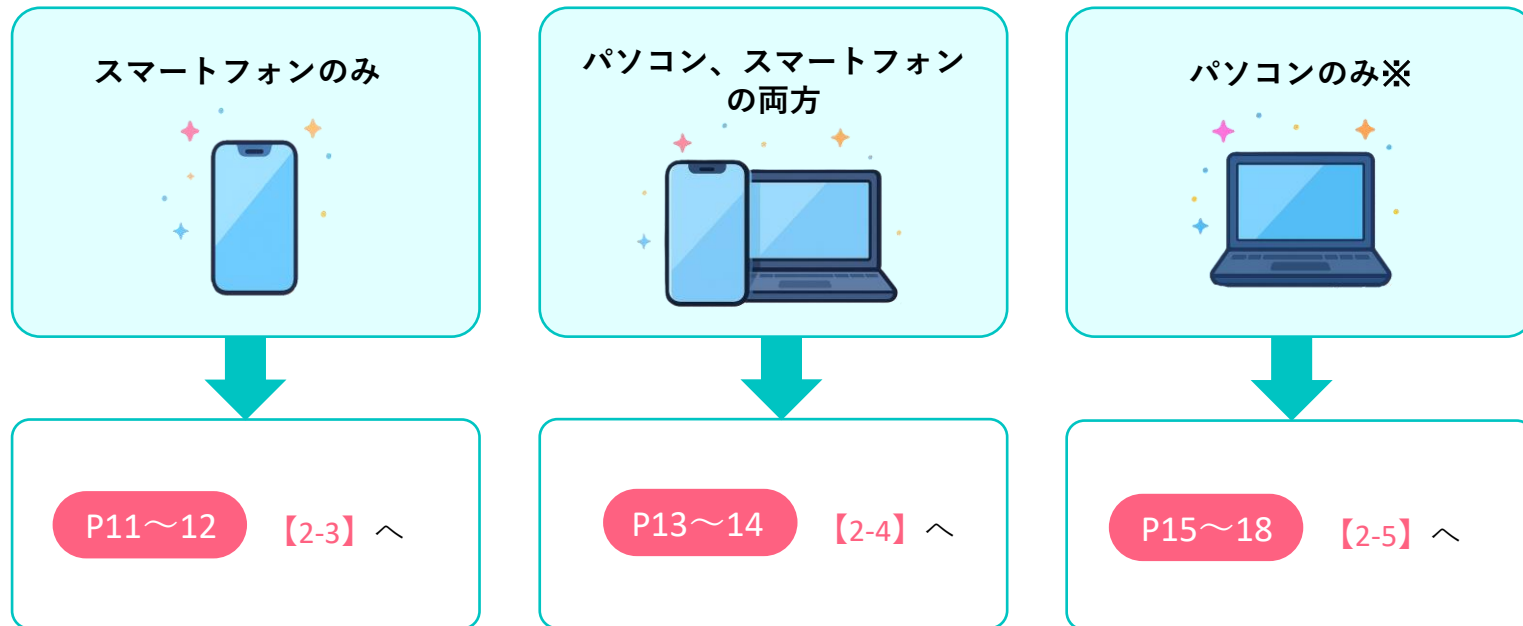 スマートフォンのみ
パソコン、スマートフォン
の両方
パソコンのみ※
P11～12 【2-3】へ
P13～14 【2-4】へ
P15～18 【2-5】へ